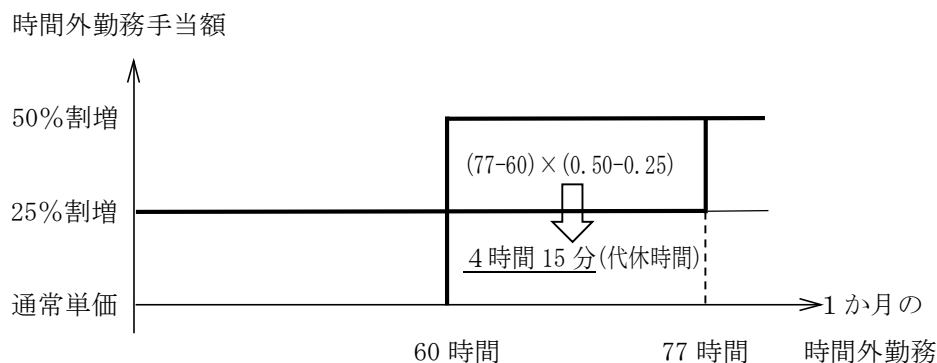 時間外勤務手当額
50%割増
(77-60)×(0.50-0.25)
25%割増
4時間15分(代休時間)
通常単価
1か月の
60時間
77時間
時間外勤務